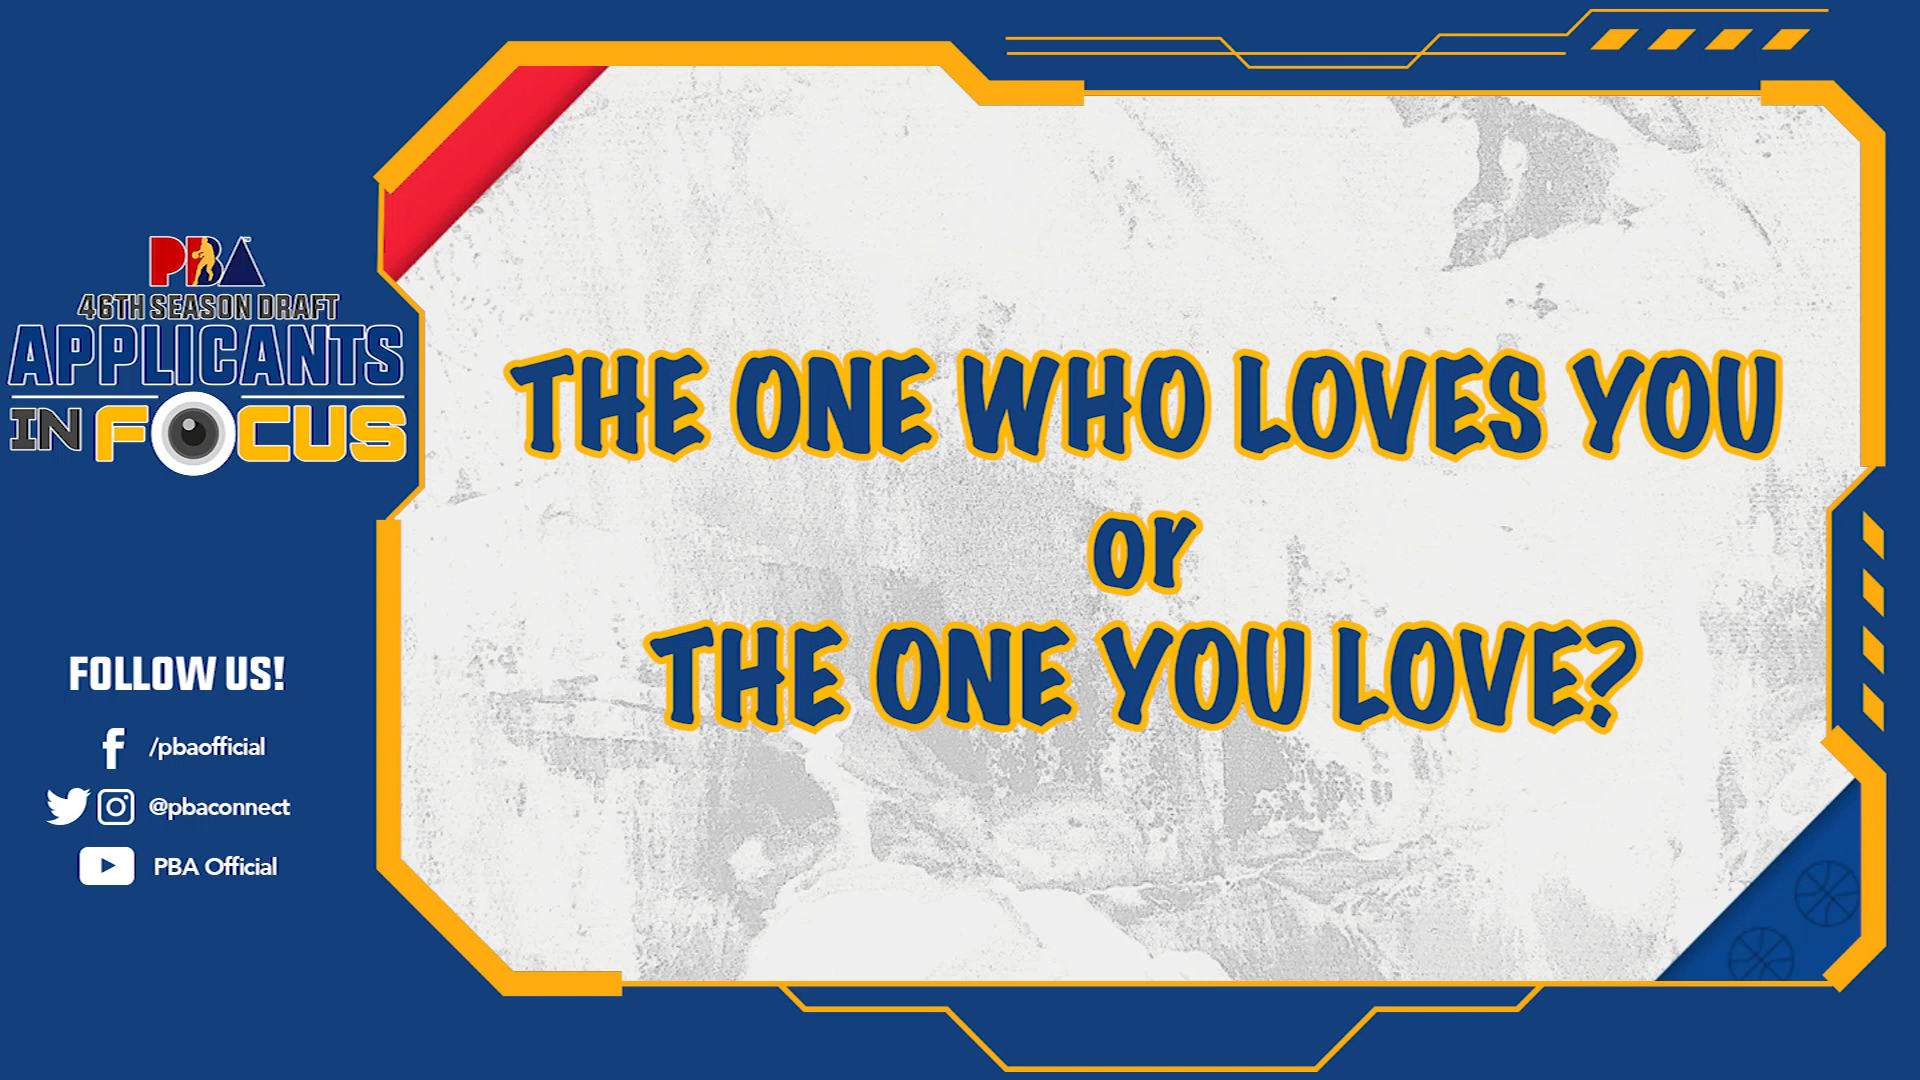 PBA
46TH SEASON DRAFT
APPLICANTS
IN FOCUS
THE ONE WHO LOVES YOU
or
THE ONE YOU LOVE?
FOLLOW US!
/pbaofficial
@pbaconnect
PBA Official